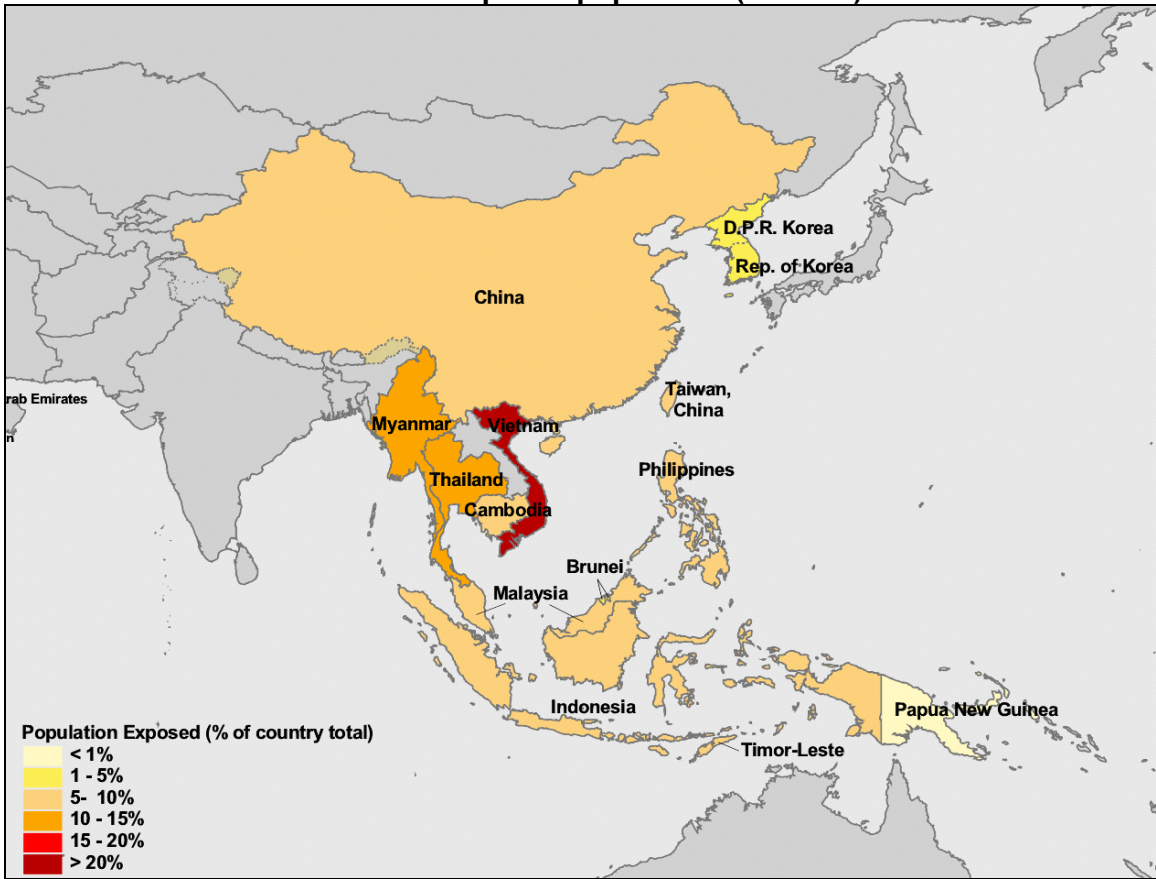 D.P.R. Korea
Rep. of Korea
China
Taiwan,
China
rab Emirates
n
Myanmar
Vietnam
Thailand
Philippines
Cambodia
Brunei
Malaysia
Indonesia
Papua New Guinea
Timor-Leste
Population Exposed (% of country total)
< 1%
1 - 5%
5- 10%
10 - 15%
15 - 20%
> 20%